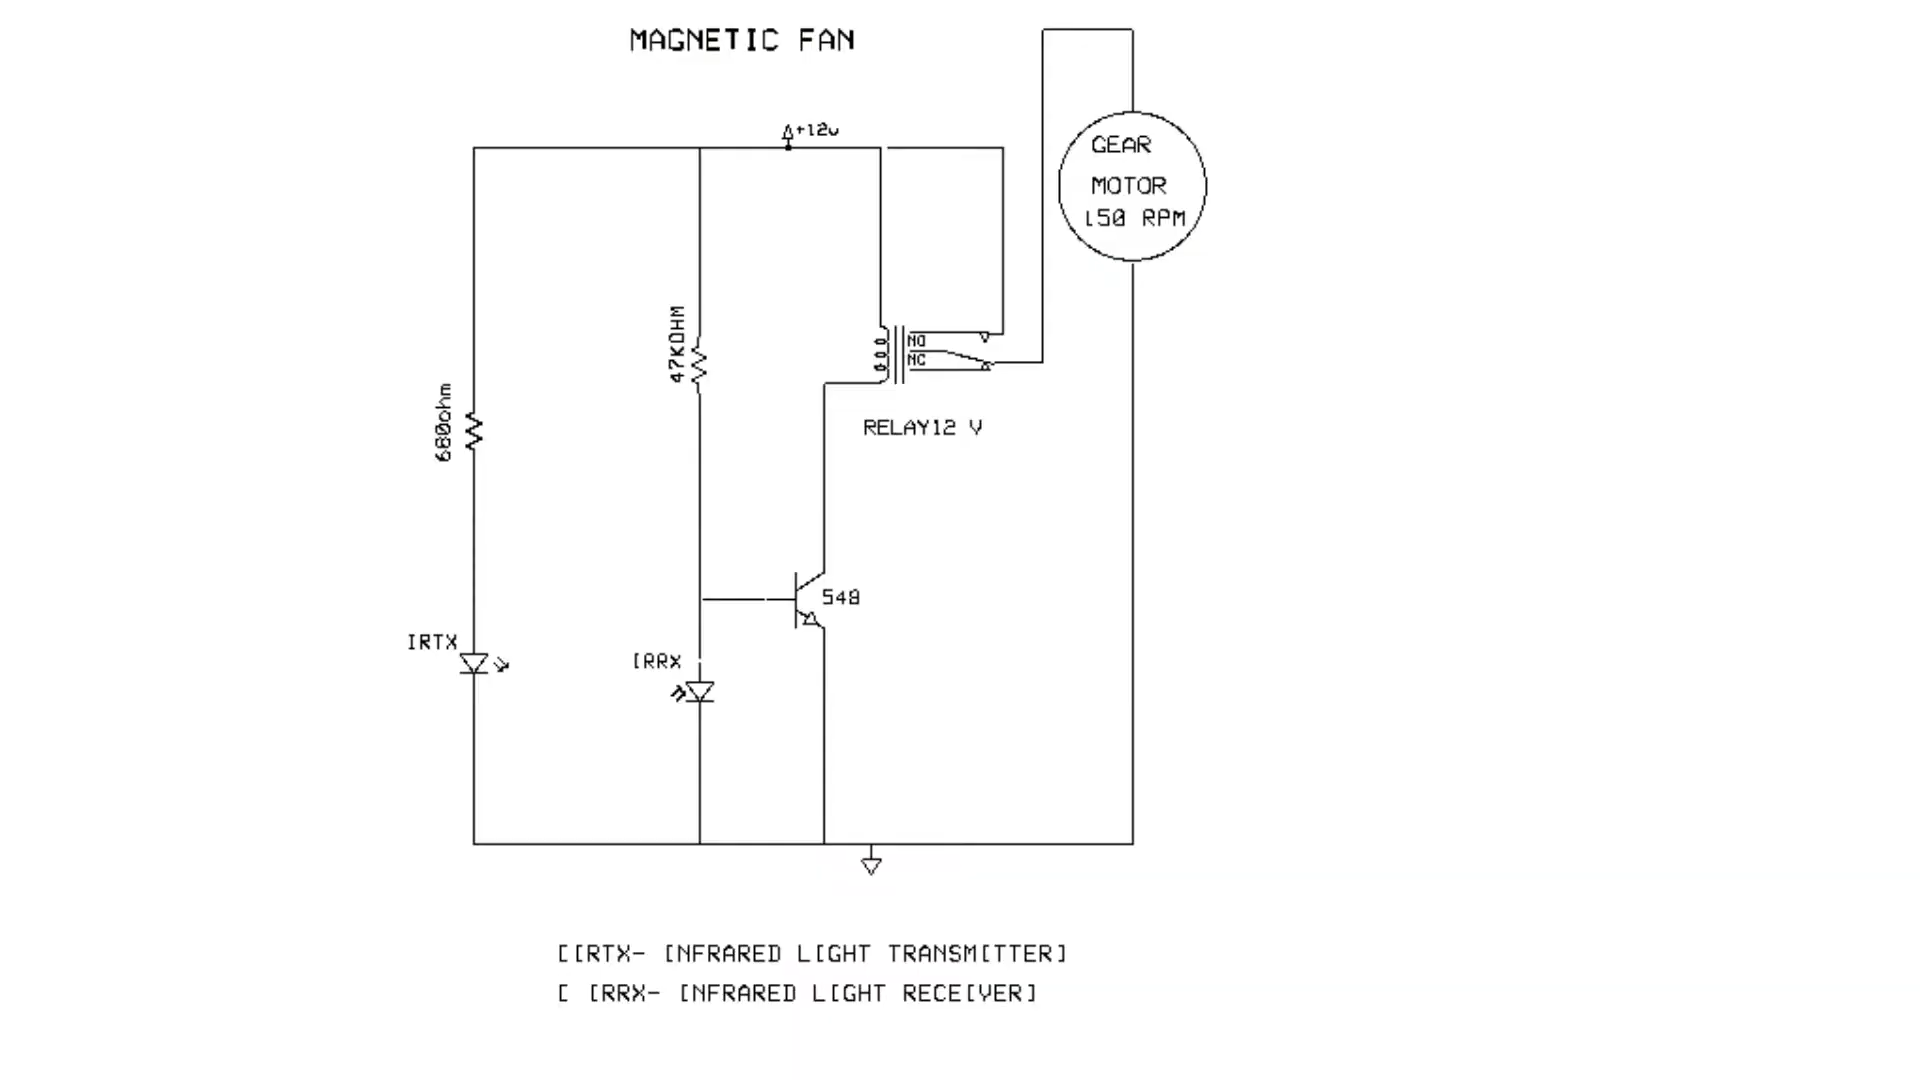 MAGNETIC FAN
+12v
GEAR
MOTOR
150 RPM
47KOHM
NO
NC
680ohm
RELAY12 V
548
IRTX
IRRX
[IRTX- INFRARED LIGHT TRANSMITTER]
[ IRRX- INFRARED LIGHT RECEIVER]